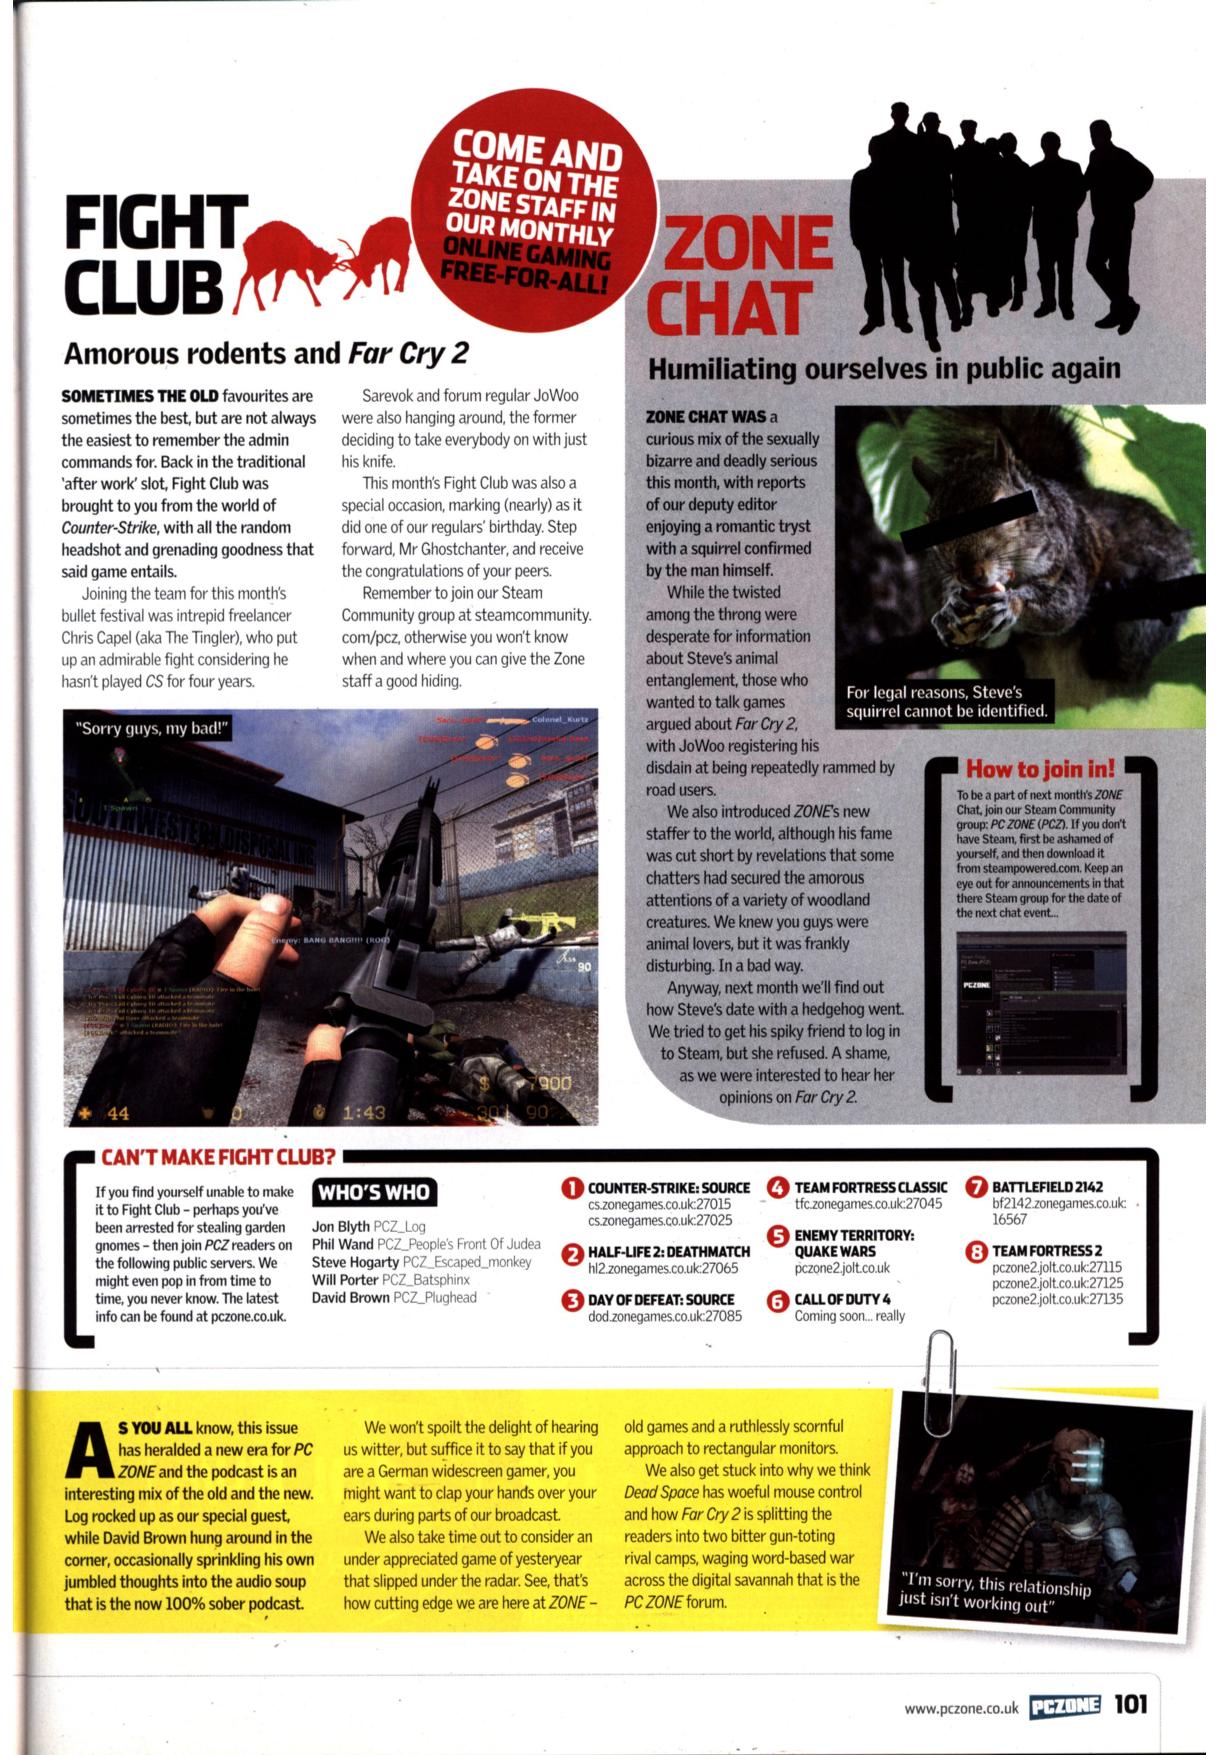 FIGHT
CLUB
COME AND
TAKE ON THE
ZONE STAFF IN
OUR MONTHLY
ONLINE GAMING
FREE-FOR-ALL!
Amorous rodents and Far Cry 2
SOMETIMES THE OLD favourites are
sometimes the best, but are not always
the easiest to remember the admin
commands for. Back in the traditional
'after work' slot, Fight Club was
brought to you from the world of
Counter-Strike, with all the random
headshot and grenading goodness that
said game entails.
Joining the team for this month's
bullet festival was intrepid freelancer
Chris Capel (aka The Tingler), who put
up an admirable fight considering he
hasn't played CS for four years.
Sarevok and forum regular JoWoo
were also hanging around, the former
deciding to take everybody on with just
his knife.
This month's Fight Club was also a
special occasion, marking (nearly) as it
did one of our regulars' birthday. Step
forward, Mr Ghostchanter, and receive
the congratulations of your peers.
Remember to join our Steam
Community group at steamcommunity.
com/pcz, otherwise you won't know
when and where you can give the Zone
staff a good hiding.
"Sorry guys, my bad!"
Colonel_Kurtz
T Spawn
SOUTHWESTERN DISPOSAL INC
Enemy: BANG BANG!!!! (ROG)
90
$ 7900
44
0
1:43
30 90
ZONE
CHAT
Humiliating ourselves in public again
ZONE CHAT WAS a
curious mix of the sexually
bizarre and deadly serious
this month, with reports
of our deputy editor
enjoying a romantic tryst
with a squirrel confirmed
by the man himself.
While the twisted
among the throng were
desperate for information
about Steve's animal
entanglement, those who
wanted to talk games
argued about Far Cry 2,
with JoWoo registering his
disdain at being repeatedly rammed by
road users.
We also introduced ZONE's new
staffer to the world, although his fame
was cut short by revelations that some
chatters had secured the amorous
attentions of a variety of woodland
creatures. We knew you guys were
animal lovers, but it was frankly
disturbing. In a bad way.
Anyway, next month we'll find out
how Steve's date with a hedgehog went.
We tried to get his spiky friend to log in
to Steam, but she refused. A shame,
as we were interested to hear her
opinions on Far Cry 2.
For legal reasons, Steve's
squirrel cannot be identified.
How to join in!
To be a part of next month's ZONE
Chat, join our Steam Community
group: PC ZONE (PCZ). If you don't
have Steam, first be ashamed of
yourself, and then download it
from steampowered.com. Keep an
eye out for announcements in that
there Steam group for the date of
the next chat event...
PCZONE
CAN'T MAKE FIGHT CLUB?
If you find yourself unable to make
it to Fight Club – perhaps you've
been arrested for stealing garden
gnomes – then join PCZ readers on
the following public servers. We
might even pop in from time to
time, you never know. The latest
info can be found at pczone.co.uk.
WHO'S WHO
Jon Blyth PCZ_Log
Phil Wand PCZ_People's Front Of Judea
Steve Hogarty PCZ_Escaped_monkey
Will Porter PCZ_Batsphinx
David Brown PCZ_Plughead
1 COUNTER-STRIKE: SOURCE
cs.zonegames.co.uk:27015
cs.zonegames.co.uk:27025
2 HALF-LIFE 2: DEATHMATCH
hl2.zonegames.co.uk:27065
3 DAY OF DEFEAT: SOURCE
dod.zonegames.co.uk:27085
4 TEAM FORTRESS CLASSIC
tfc.zonegames.co.uk:27045
5 ENEMY TERRITORY:
QUAKE WARS
pczone2.jolt.co.uk
6 CALL OF DUTY 4
Coming soon... really
7 BATTLEFIELD 2142
bf2142.zonegames.co.uk:
16567
8 TEAM FORTRESS 2
pczone2.jolt.co.uk:27115
pczone2.jolt.co.uk:27125
pczone2.jolt.co.uk:27135
AS YOU ALL know, this issue
has heralded a new era for PC
ZONE and the podcast is an
interesting mix of the old and the new.
Log rocked up as our special guest,
while David Brown hung around in the
corner, occasionally sprinkling his own
jumbled thoughts into the audio soup
that is the now 100% sober podcast.
We won't spoilt the delight of hearing
us witter, but suffice it to say that if you
are a German widescreen gamer, you
might want to clap your hands over your
ears during parts of our broadcast.
We also take time out to consider an
under appreciated game of yesteryear
that slipped under the radar. See, that's
how cutting edge we are here at ZONE –
old games and a ruthlessly scornful
approach to rectangular monitors.
We also get stuck into why we think
Dead Space has woeful mouse control
and how Far Cry 2 is splitting the
readers into two bitter gun-toting
rival camps, waging word-based war
across the digital savannah that is the
PC ZONE forum.
"I'm sorry, this relationship
just isn't working out"
www.pczone.co.uk PCZONE 101